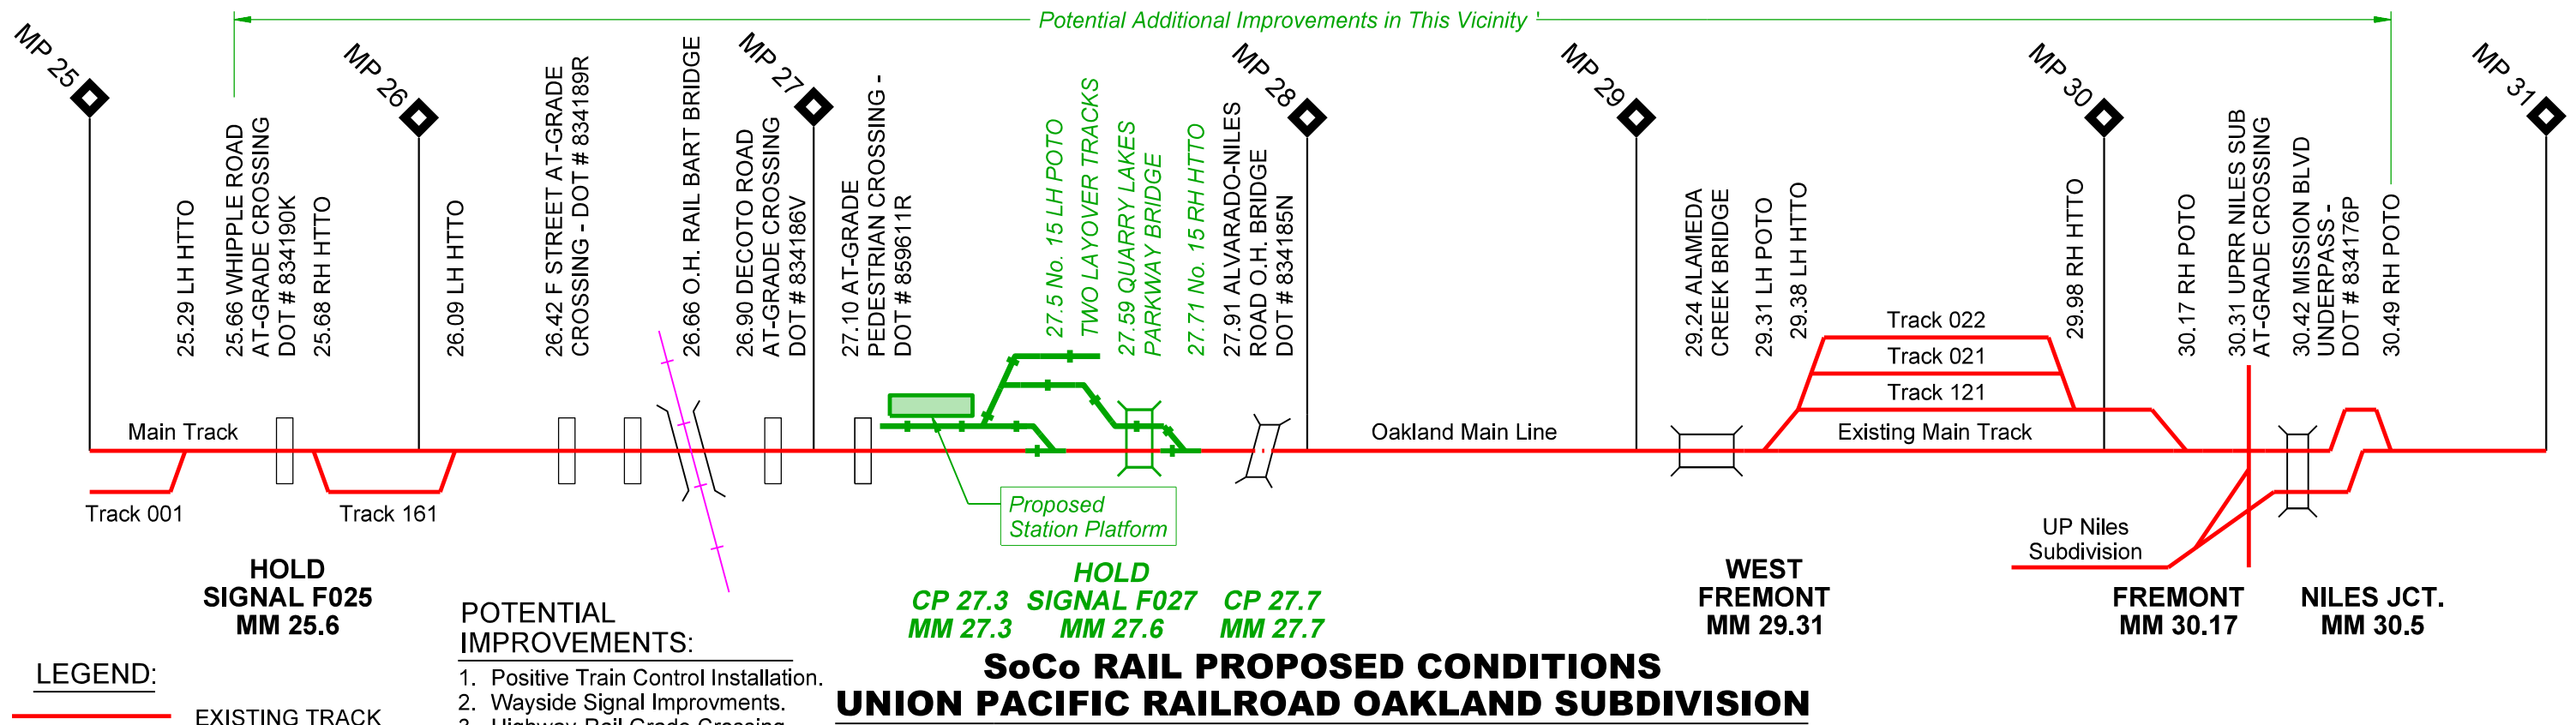 Potential Additional Improvements in This Vicinity
MP 25
MP 26
MP 27
MP 28
MP 29
MP 30
MP 31
25.29 LH HTTO
25.66 WHIPPLE ROAD
AT-GRADE CROSSING
DOT # 834190K
25.68 RH HTTO
26.09 LH HTTO
26.42 F STREET AT-GRADE
CROSSING - DOT # 834189R
26.66 O.H. RAIL BART BRIDGE
26.90 DECOTO ROAD
AT-GRADE CROSSING
DOT # 834186V
27.10 AT-GRADE
PEDESTRIAN CROSSING -
DOT # 859611R
27.5 No. 15 LH POTO
TWO LAYOVER TRACKS
27.59 QUARRY LAKES
PARKWAY BRIDGE
27.71 No. 15 RH HTTO
27.91 ALVARADO-NILES
ROAD O.H. BRIDGE
DOT # 834185N
29.24 ALAMEDA
CREEK BRIDGE
29.31 LH POTO
29.38 LH HTTO
29.98 RH HTTO
30.17 RH POTO
30.31 UPRR NILES SUB
AT-GRADE CROSSING
30.42 MISSION BLVD
UNDERPASS -
DOT # 834176P
30.49 RH POTO
Track 022
Track 021
Track 121
Main Track
Oakland Main Line
Existing Main Track
Track 001
Track 161
Proposed
Station Platform
UP Niles
Subdivision
HOLD
SIGNAL F025
MM 25.6
CP 27.3
MM 27.3
HOLD
SIGNAL F027
MM 27.6
CP 27.7
MM 27.7
WEST
FREMONT
MM 29.31
FREMONT
MM 30.17
NILES JCT.
MM 30.5
POTENTIAL
IMPROVEMENTS:
1. Positive Train Control Installation.
2. Wayside Signal Improvments.
3. Highway-Rail Grade Crossing
LEGEND:
EXISTING TRACK
SoCo RAIL PROPOSED CONDITIONS
UNION PACIFIC RAILROAD OAKLAND SUBDIVISION